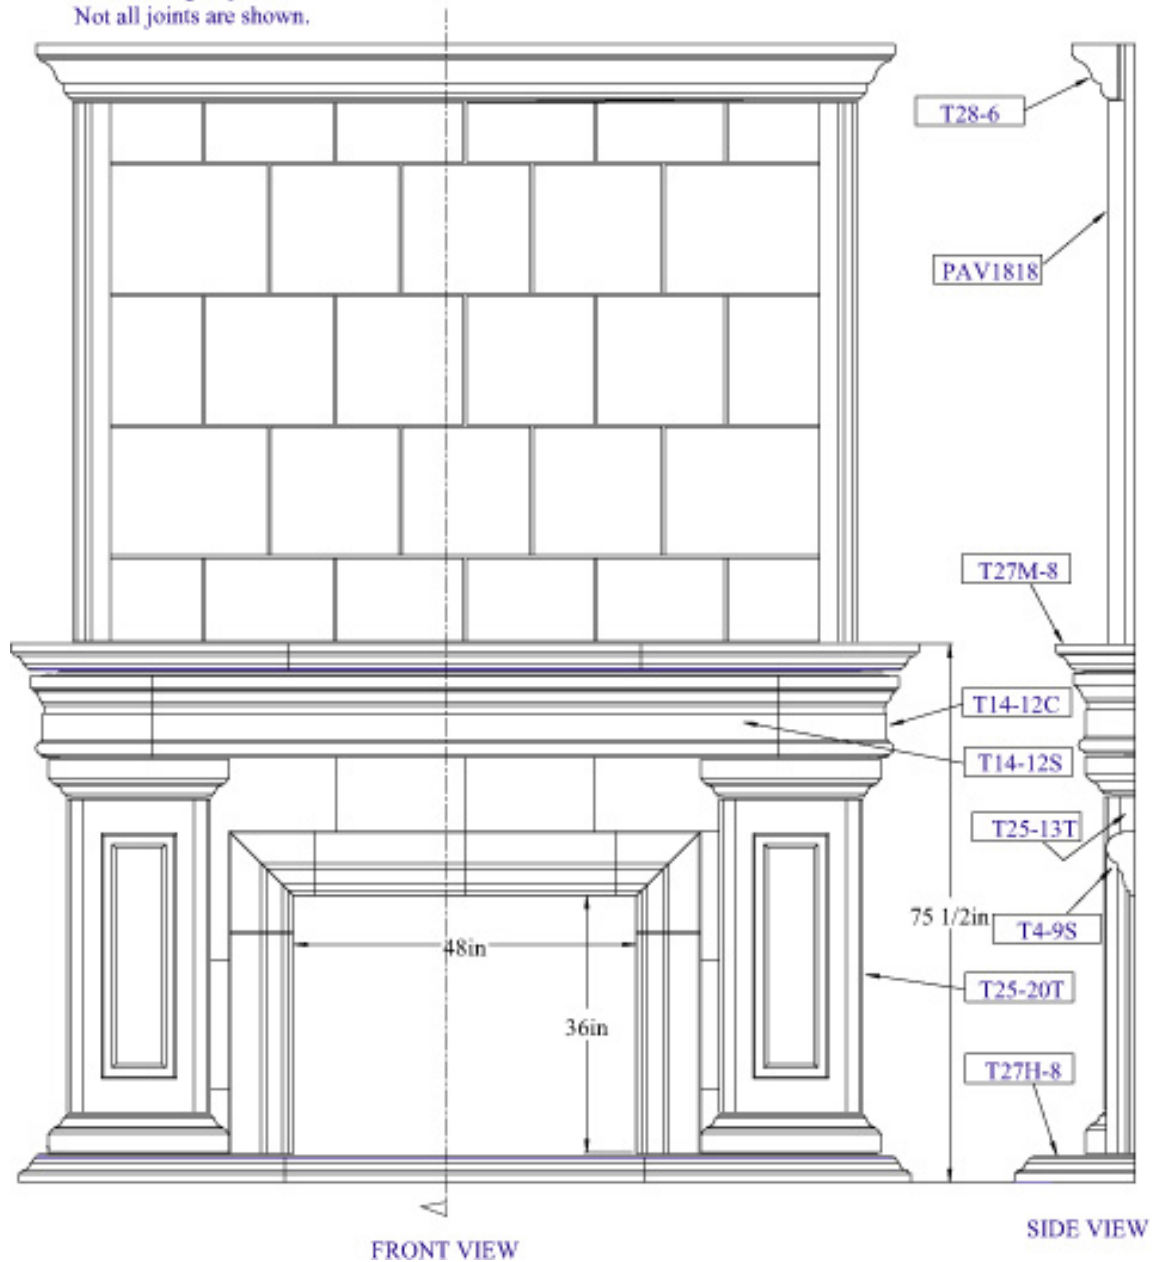 Not all joints are shown.
T28-6
PAV1818
T27M-8
T14-12C
T14-12S
T25-13T
75 1/2in
T4-9S
48in
T25-20T
36in
T27H-8
SIDE VIEW
FRONT VIEW